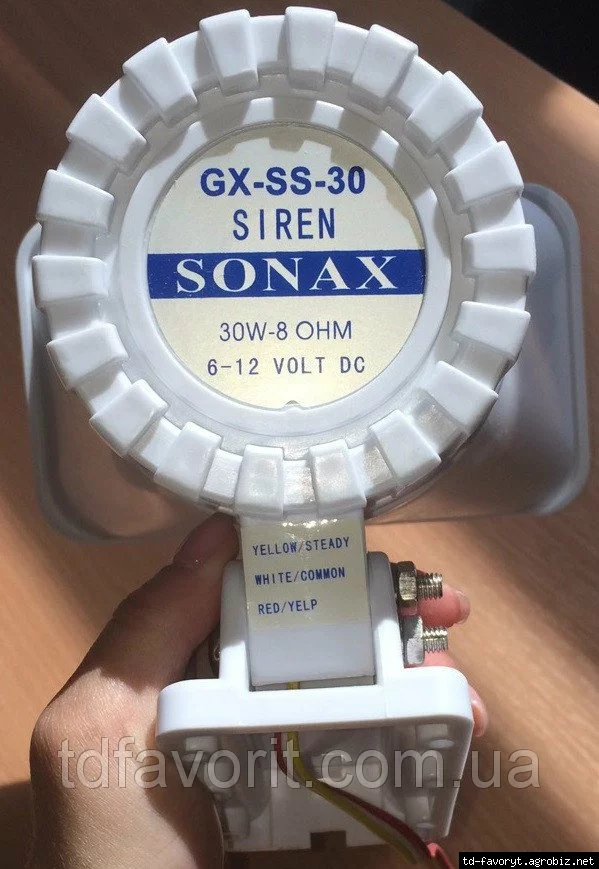 GX-SS-30
SIREN
SONAX
30W-8 OHM
6-12 VOLT DC
YELLOW/STEADY
WHITE/COMMON
RED/YELP
tdfavorit.com.ua
td-favoryt.agrobiz.net